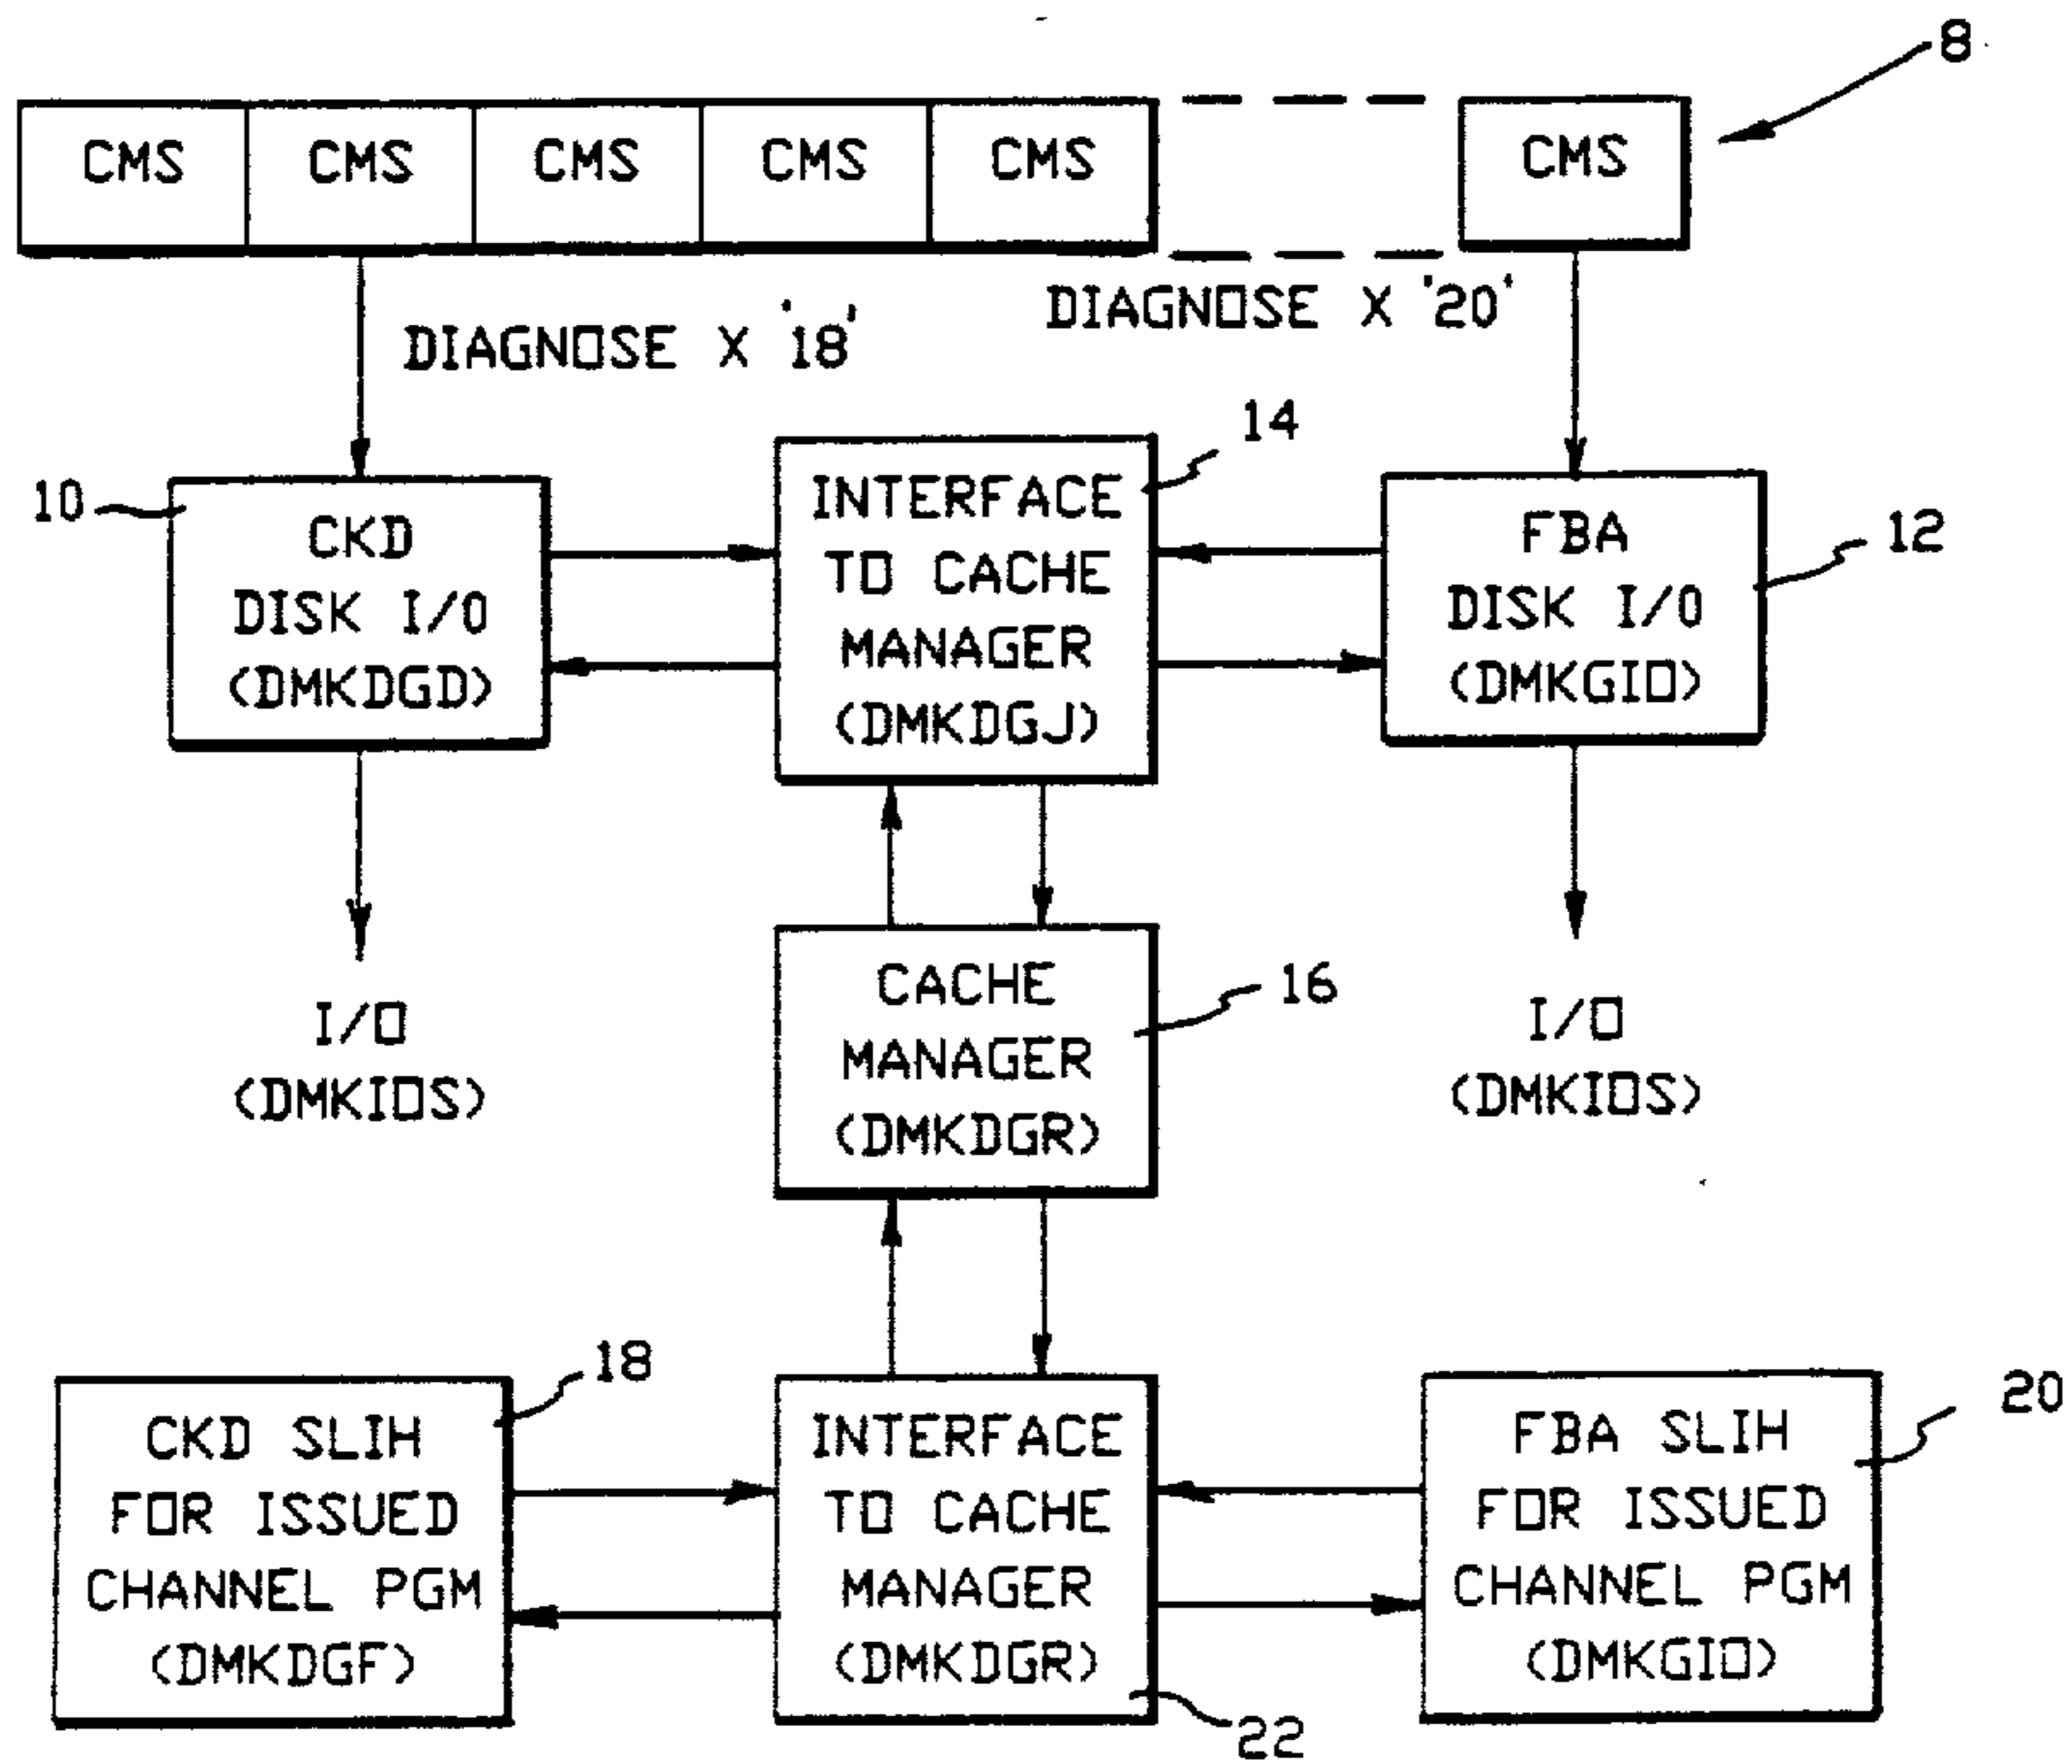 8
CMS CMS CMS CMS CMS CMS
DIAGNOSE X '18'
DIAGNOSE X '20'
10
CKD
DISK I/O
(DMKDGD)
14
INTERFACE
TO CACHE
MANAGER
(DMKDGJ)
12
FBA
DISK I/O
(DMKGIO)
I/O
(DMKIOS)
16
CACHE
MANAGER
(DMKDGR)
I/O
(DMKIOS)
18
CKD SLIH
FOR ISSUED
CHANNEL PGM
(DMKDGF)
INTERFACE
TO CACHE
MANAGER
(DMKDGR)
22
20
FBA SLIH
FOR ISSUED
CHANNEL PGM
(DMKGIO)